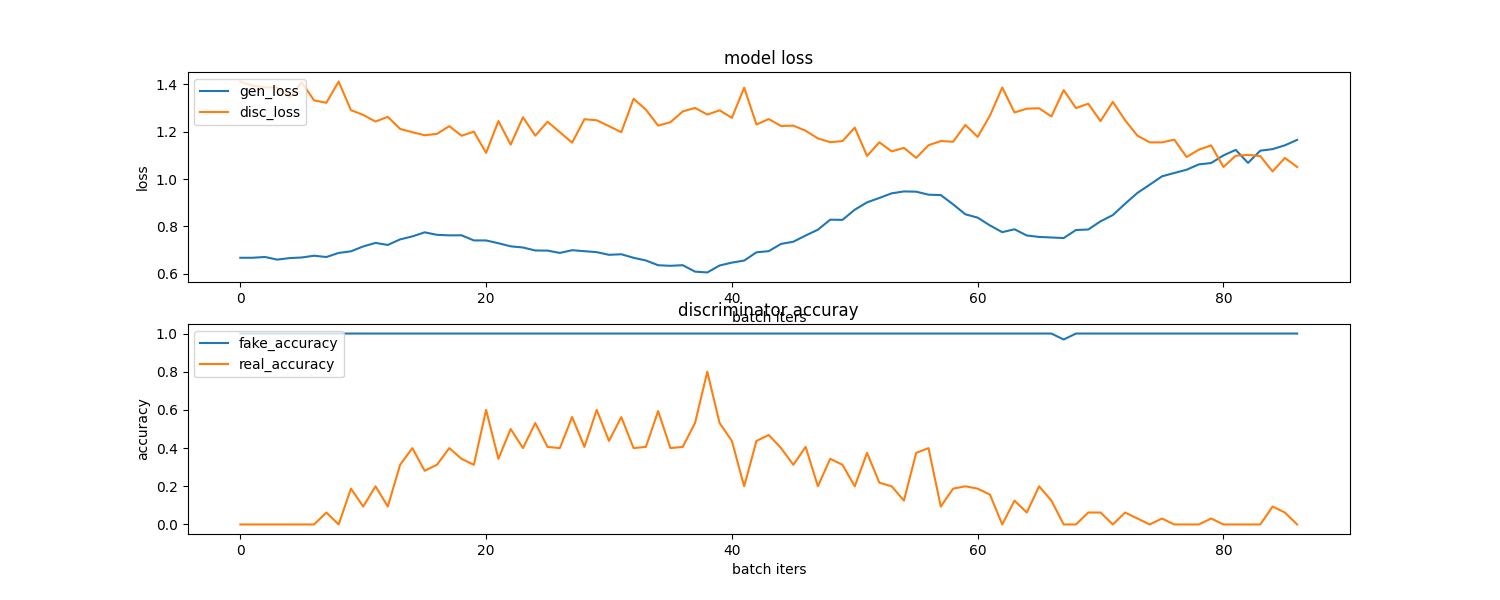 model loss
1.4
1.2
1.0
0.8
0.6
loss
gen_loss
disc_loss
0 20 40 60 80
batch iters
discriminator accuray
1.0
0.8
0.6
0.4
0.2
0.0
accuracy
fake_accuracy
real_accuracy
0 20 40 60 80
batch iters